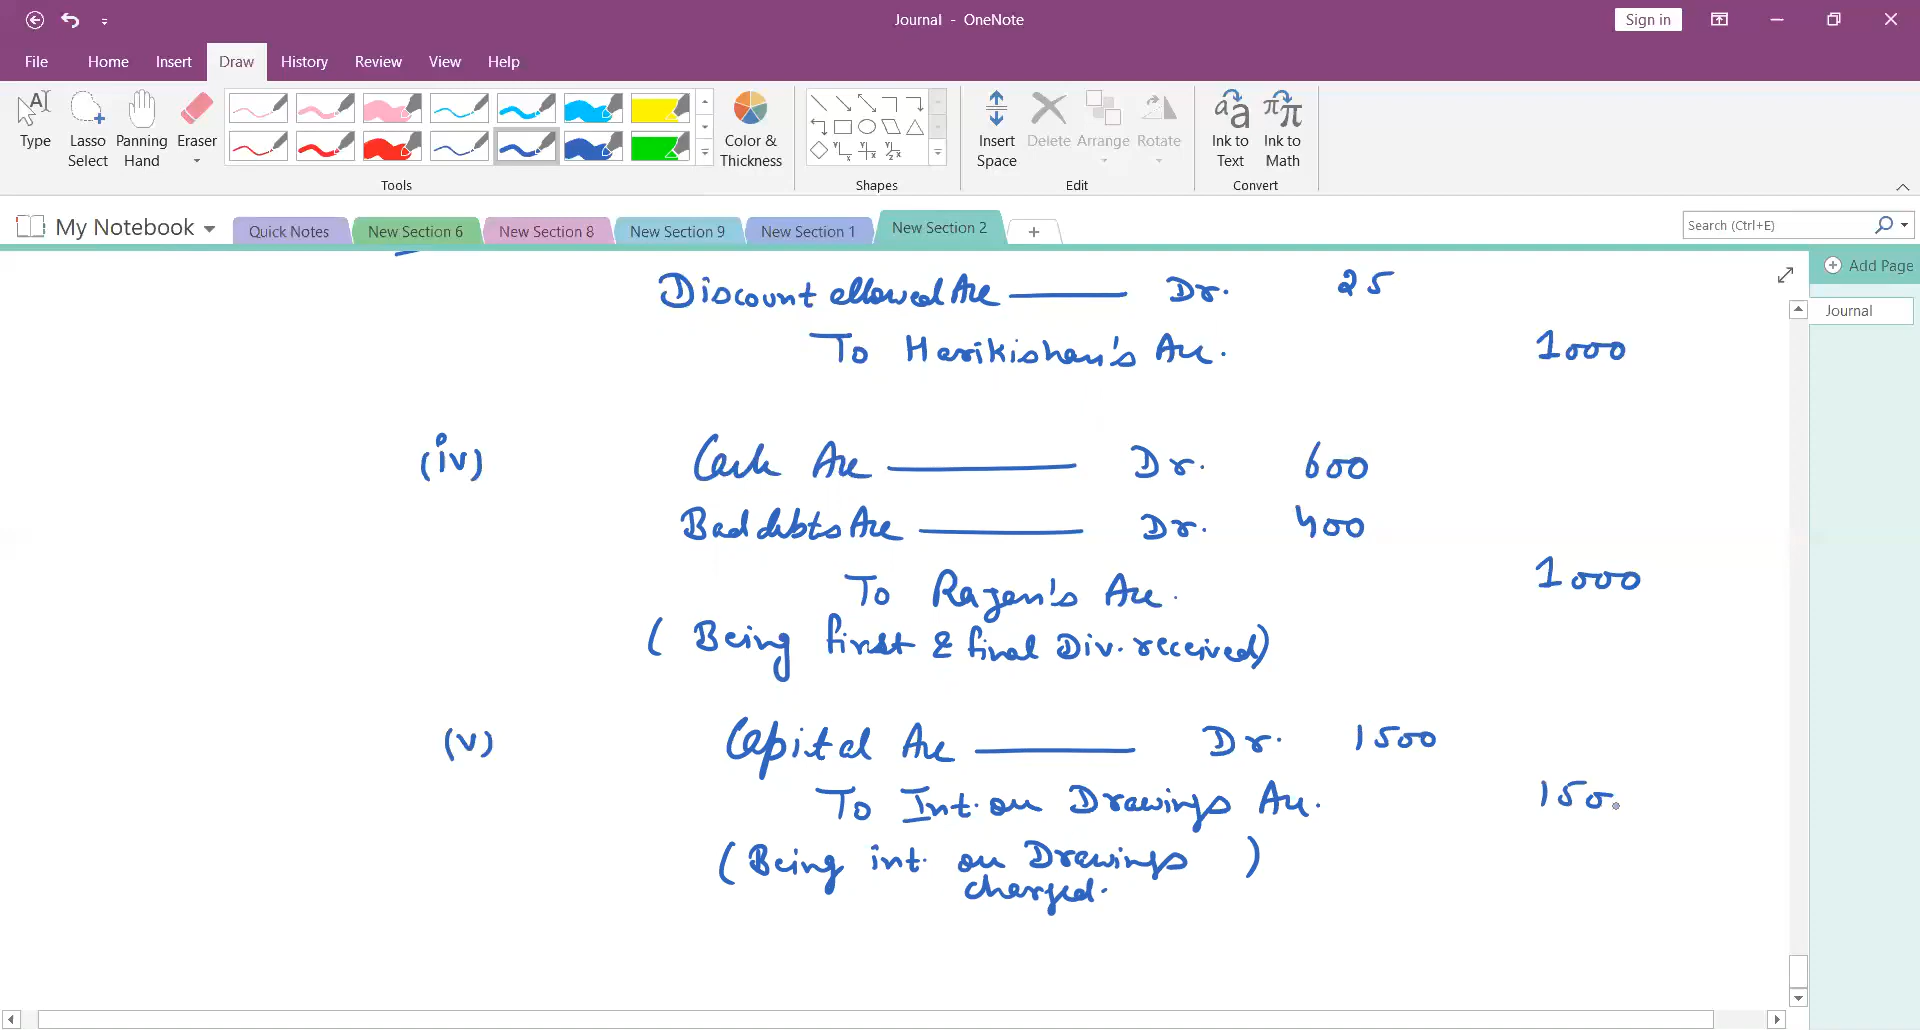 Journal - OneNote
Sign in
File Home Insert Draw History Review View Help
Type
Lasso Select
Panning Hand
Eraser
Color & Thickness
Insert Space
Delete
Arrange
Rotate
Ink to Text
Ink to Math
Tools
Shapes
Edit
Convert
My Notebook
Quick Notes
New Section 6
New Section 8
New Section 9
New Section 1
New Section 2
Search (Ctrl+E)
Add Page
Journal
Discount allowed A/c Dr. 25
To Harikishan's A/c. 1000
(iv) Cash A/c Dr. 600
Bad debts A/c Dr. 400
To Rajan's A/c. 1000
( Being first & final Div. received)
(v) Capital A/c Dr. 1500
To Int. on Drawings A/c. 150
( Being int. on Drawings )
charged.